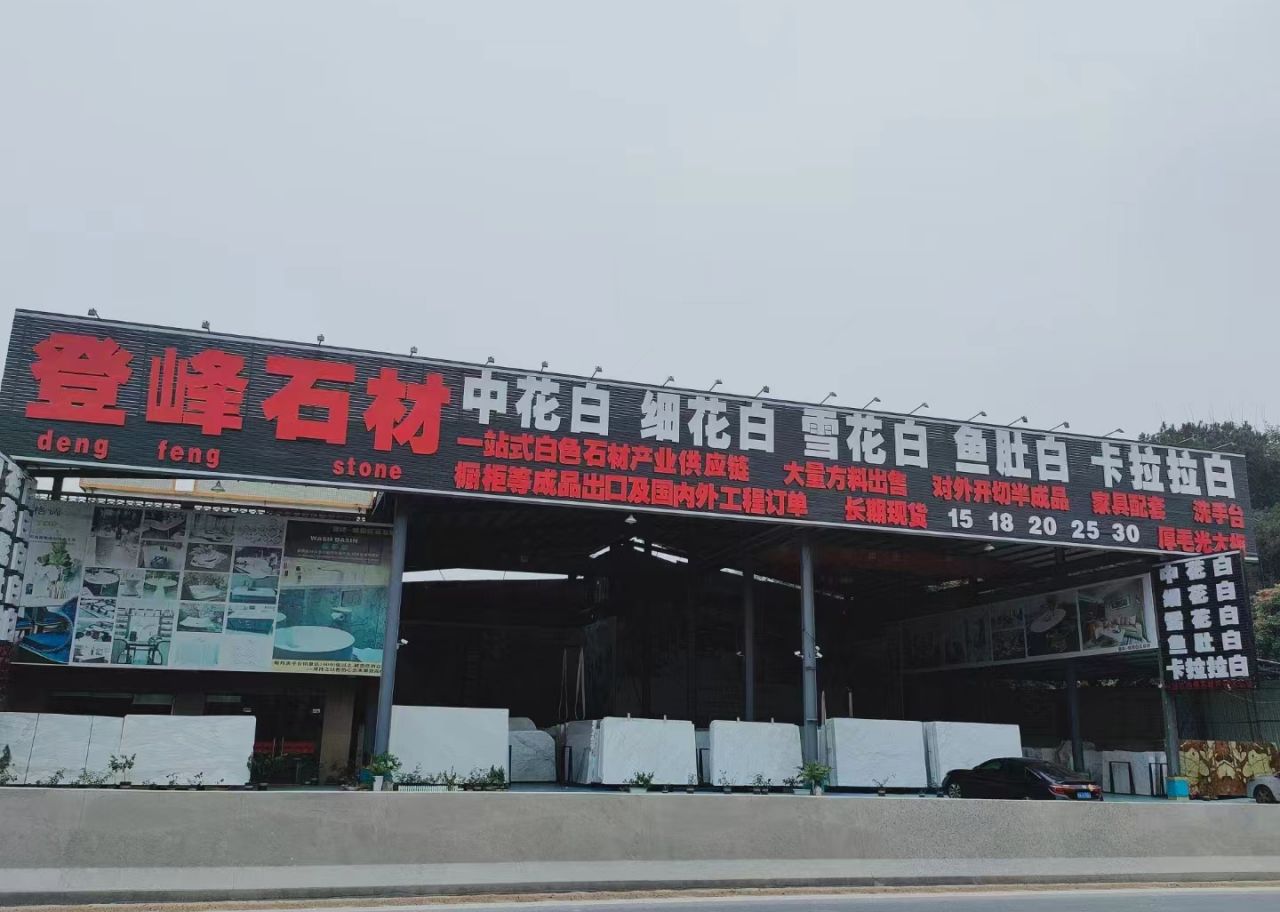 登峰石材
deng feng stone
中花白 细花白 雪花白 鱼肚白 卡拉拉白
一站式白色石材产业供应链 大量方料出售 对外开切半成品 家具配套 洗手台
橱柜等成品出口及国内外工程订单 长期现货 15 18 20 25 30 厚毛光大板
WASH BASIN
中花白
细花白
雪花白
鱼肚白
卡拉拉白